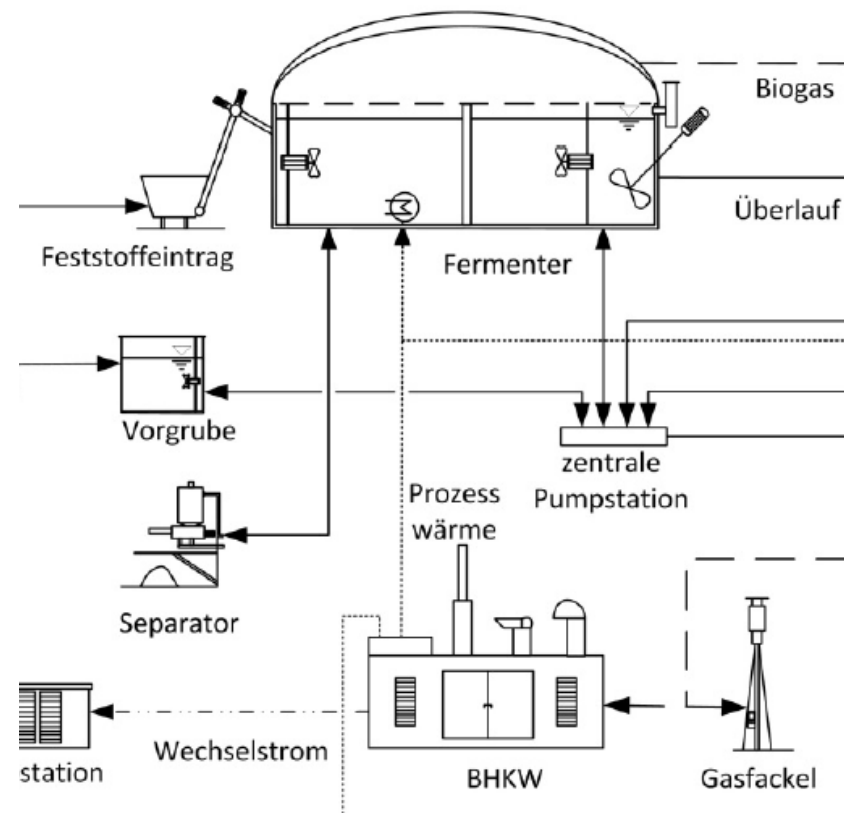 Biogas
Überlauf
Feststoffeintrag
Fermenter
Vorgrube
zentrale
Pumpstation
Prozess
wärme
Separator
Wechselstrom
station
BHKW
Gasfackel